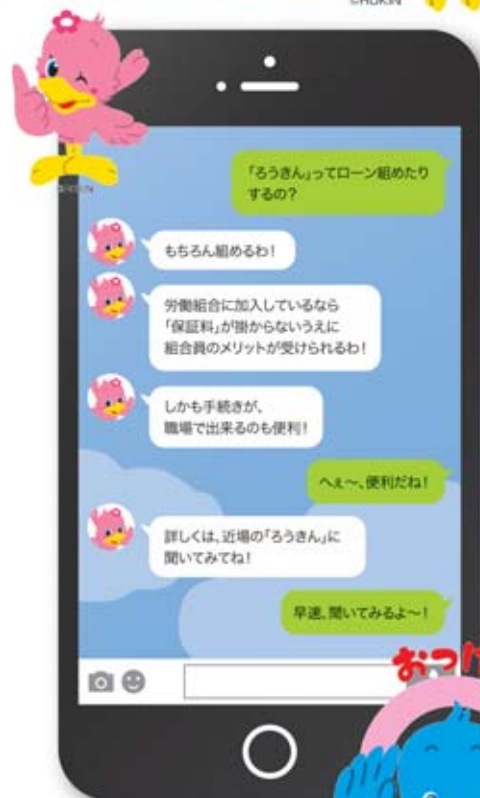 ©ROKIN
「ろうきん」ってローン組めたり
するの？
もちろん組めるわ！
労働組合に加入しているなら
「保証料」が掛からないうえに
組合員のメリットが受けられるわ！
しかも手続きが、
職場で出来るのも便利！
へぇ〜、便利だね！
詳しくは、近場の「ろうきん」に
聞いてみてね！
早速、聞いてみるよ〜！